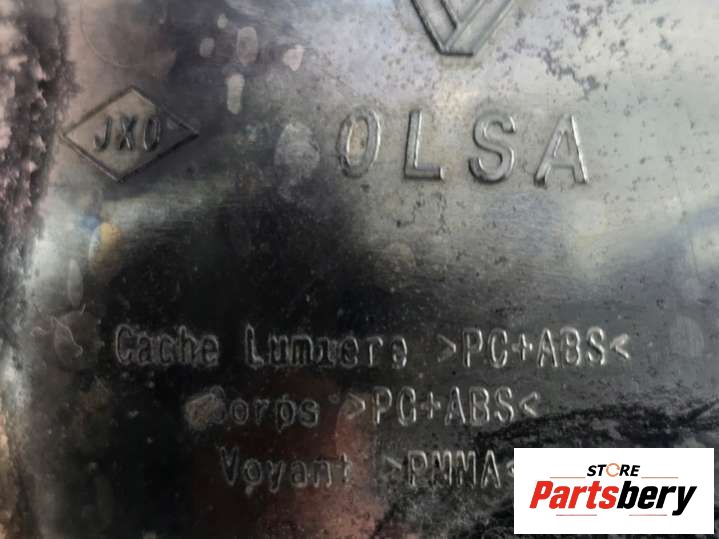 JXO OLSA
Cache Lumiere >PC+ABS<
Corps >PC+ABS<
Voyant >PMMA<
STORE
Partsbery